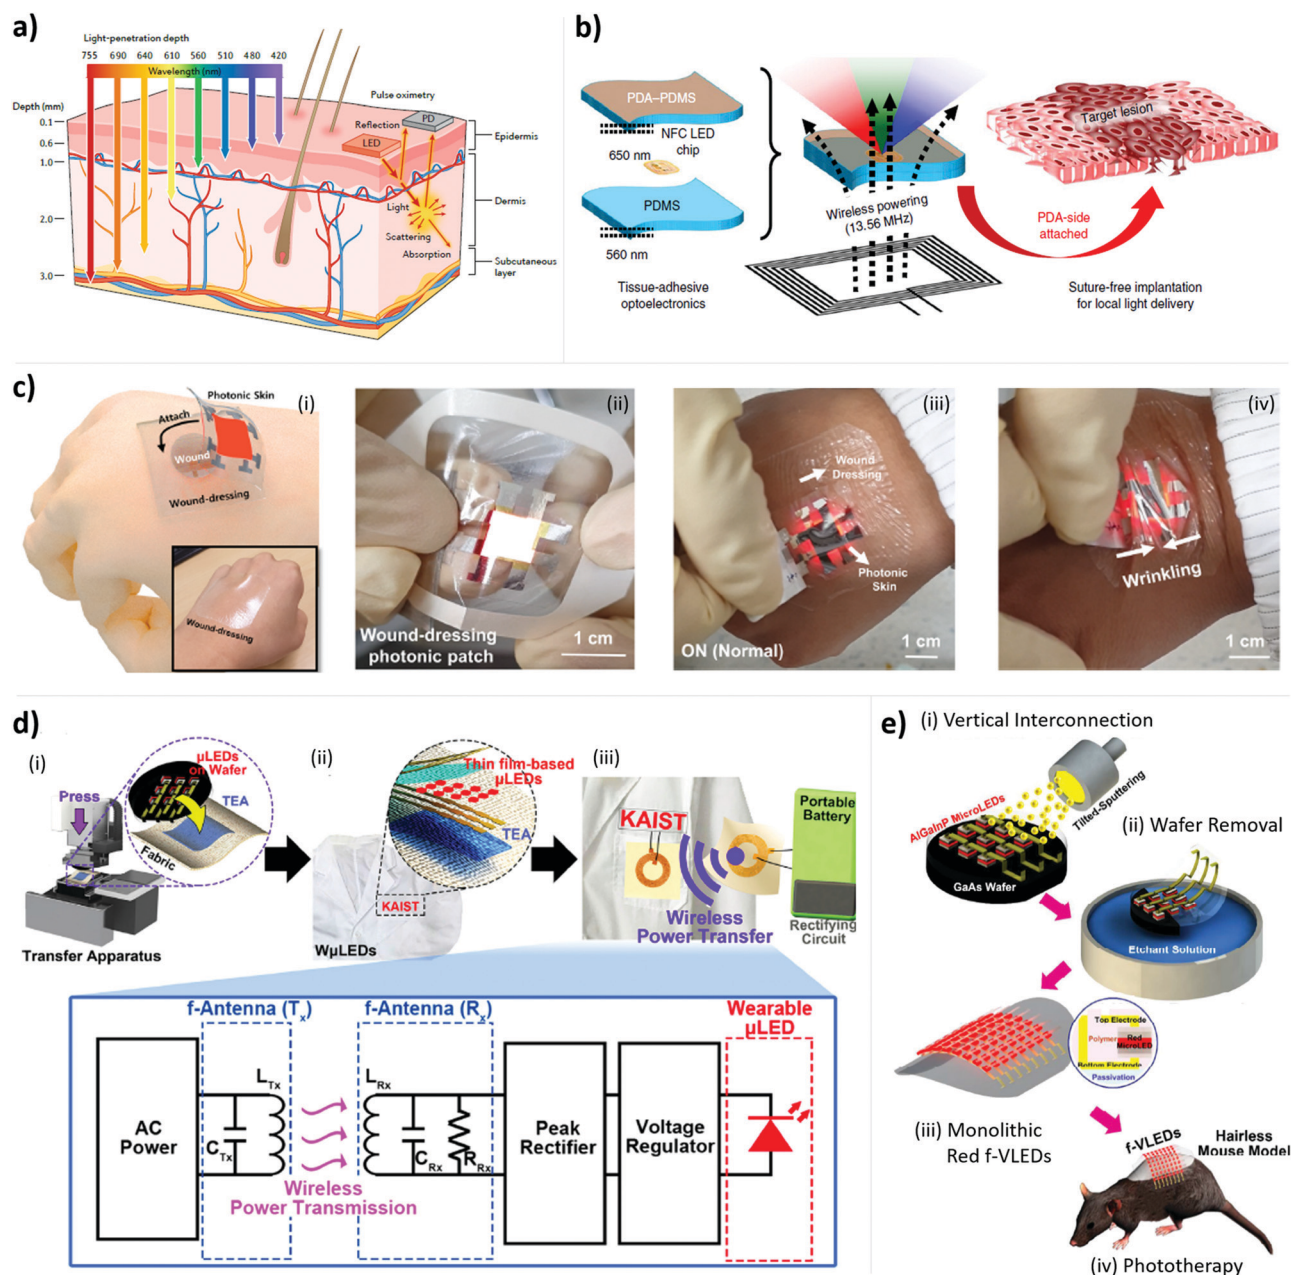 a)
Light-penetration depth
755 690 640 610 560 510 480 420
Wavelength (nm)
Depth (mm)
0.1
0.6
1.0
2.0
3.0
Pulse oximetry
PD
Reflection
LED
Light
Scattering
Absorption
Epidermis
Dermis
Subcutaneous
layer
b)
PDA–PDMS
NFC LED
chip
650 nm
PDMS
560 nm
Tissue-adhesive
optoelectronics
Wireless powering
(13.56 MHz)
Target lesion
PDA-side
attached
Suture-free implantation
for local light delivery
c)
Photonic Skin
(i)
Attach
Wound
Wound-dressing
Wound-dressing
(ii)
Wound-dressing
photonic patch
1 cm
(iii)
Wound
Dressing
Photonic
Skin
ON (Normal)
1 cm
(iv)
Wrinkling
1 cm
d)
(i)
µLEDs
on Wafer
Press
TEA
Fabric
Transfer Apparatus
(ii)
Thin film-based
µLEDs
TEA
KAIST
WµLEDs
(iii)
KAIST
Portable
Battery
Wireless
Power Transfer
Rectifying
Circuit
f-Antenna (Tx)
f-Antenna (Rx)
Wearable
µLED
AC
Power
LTx
CTx
LRx
CRx
RRx
Wireless
Power Transmission
Peak
Rectifier
Voltage
Regulator
e)
(i) Vertical Interconnection
AlGaInP MicroLEDs
Tilted-Sputtering
GaAs Wafer
(ii) Wafer Removal
Etchant Solution
Top Electrode
Polymer
Red
MicroLED
Bottom Electrode
Passivation
(iii) Monolithic
Red f-VLEDs
f-VLEDs
Hairless
Mouse Model
(iv) Phototherapy